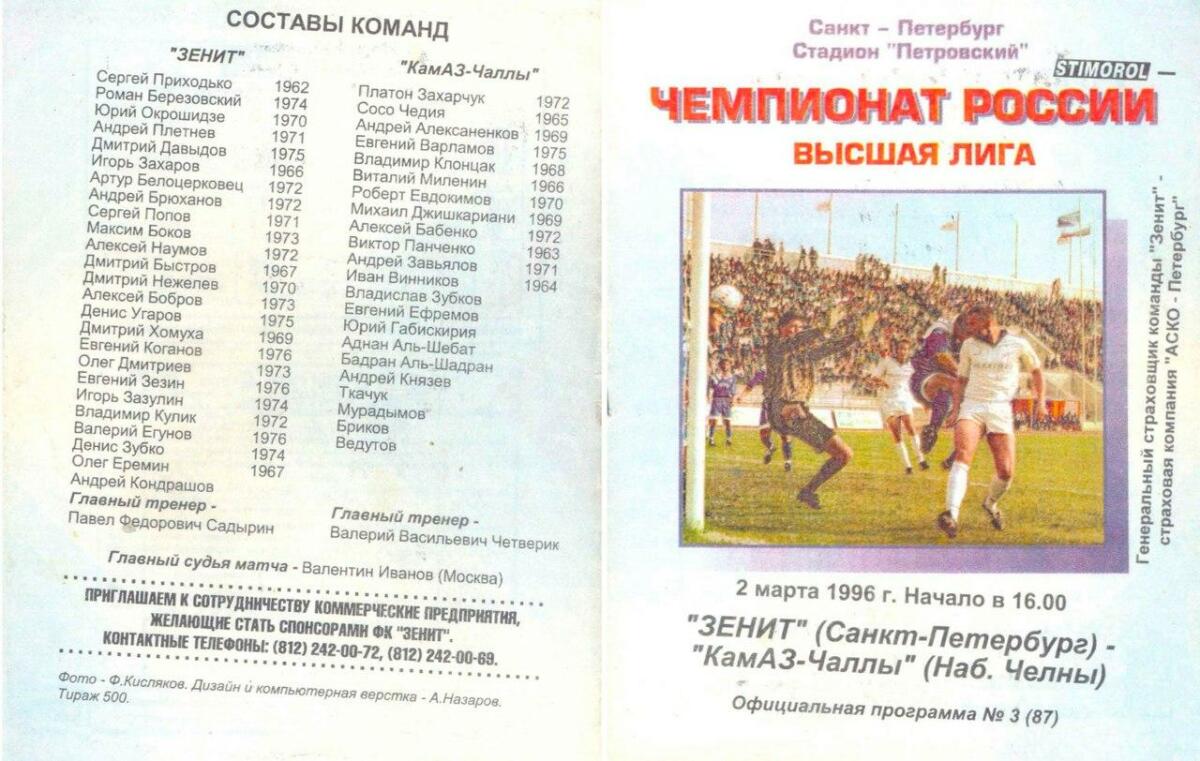 СОСТАВЫ КОМАНД
"ЗЕНИТ"
Сергей Приходько 1962
Роман Березовский 1974
Юрий Окрошидзе 1970
Андрей Плетнев 1971
Дмитрий Давыдов 1975
Игорь Захаров 1966
Артур Белоцерковец 1972
Андрей Брюханов 1972
Сергей Попов 1971
Максим Боков 1973
Алексей Наумов 1972
Дмитрий Быстров 1967
Дмитрий Нежелев 1970
Алексей Бобров 1973
Денис Угаров 1975
Дмитрий Хомуха 1969
Евгений Коганов 1976
Олег Дмитриев 1973
Евгений Зезин 1976
Игорь Зазулин 1974
Владимир Кулик 1972
Валерий Егунов 1976
Денис Зубко 1974
Олег Еремин 1967
Андрей Кондрашов
Главный тренер -
Павел Федорович Садырин
"КамАЗ-Чаллы"
Платон Захарчук 1972
Сосо Чедия 1965
Андрей Алексаненков 1969
Евгений Варламов 1975
Владимир Клонцак 1968
Виталий Миленин 1966
Роберт Евдокимов 1970
Михаил Джишкариани 1969
Алексей Бабенко 1972
Виктор Панченко 1963
Андрей Завьялов 1971
Иван Винников 1964
Владислав Зубков
Евгений Ефремов
Юрий Габискирия
Аднан Аль-Шебат
Бадран Аль-Шадран
Андрей Князев
Ткачук
Мурадымов
Бриков
Ведутов
Главный тренер -
Валерий Васильевич Четверик
Главный судья матча - Валентин Иванов (Москва)
ПРИГЛАШАЕМ К СОТРУДНИЧЕСТВУ КОММЕРЧЕСКИЕ ПРЕДПРИЯТИЯ,
ЖЕЛАЮЩИЕ СТАТЬ СПОНСОРАМИ ФК "ЗЕНИТ".
КОНТАКТНЫЕ ТЕЛЕФОНЫ: (812) 242-00-72, (812) 242-00-69.
Фото - Ф.Кисляков. Дизайн и компьютерная верстка - А.Назаров.
Тираж 500.
Санкт – Петербург
Стадион "Петровский"
STIMOROL
ЧЕМПИОНАТ РОССИИ
ВЫСШАЯ ЛИГА
Генеральный страховщик команды "Зенит" -
страховая компания "АСКО - Петербург"
2 марта 1996 г. Начало в 16.00
"ЗЕНИТ" (Санкт-Петербург) -
"КамАЗ-Чаллы" (Наб. Челны)
Официальная программа № 3 (87)